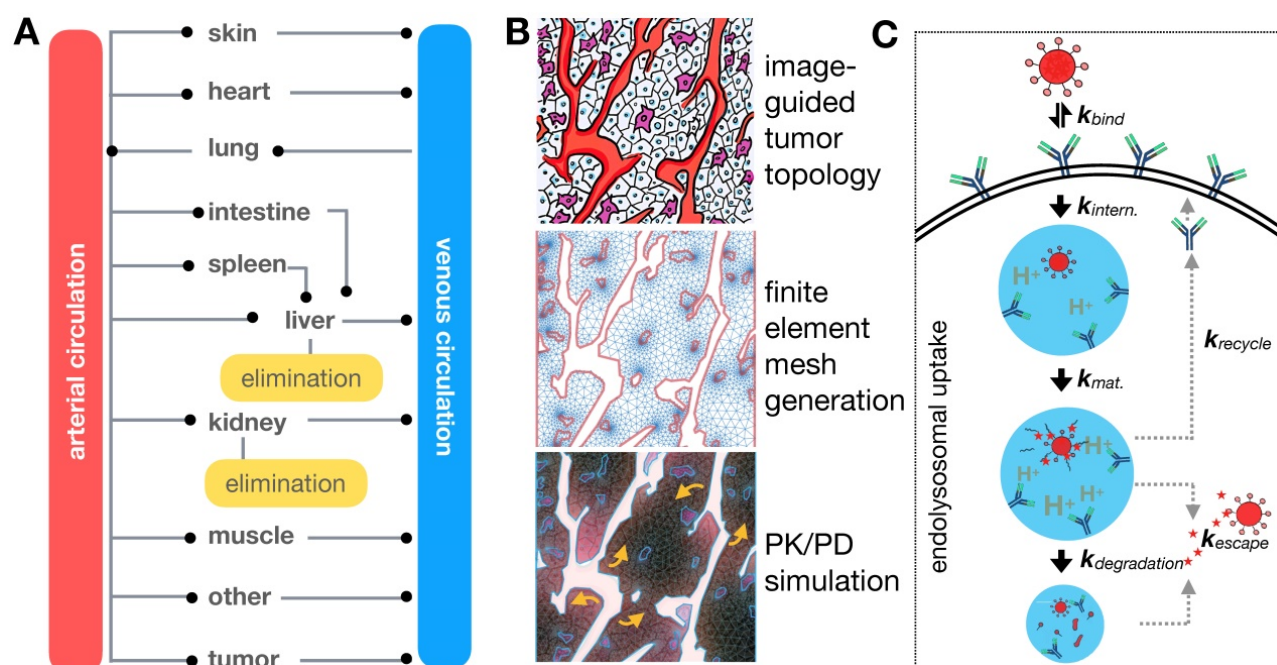 A
arterial circulation
skin
heart
lung
intestine
spleen
liver
elimination
kidney
elimination
muscle
other
tumor
venous circulation
B
image-
guided
tumor
topology
finite
element
mesh
generation
PK/PD
simulation
C
endolysosomal uptake
kbind
kintern.
H+
H+
kmat.
krecycle
H+
H+
H+
H+
kescape
kdegradation